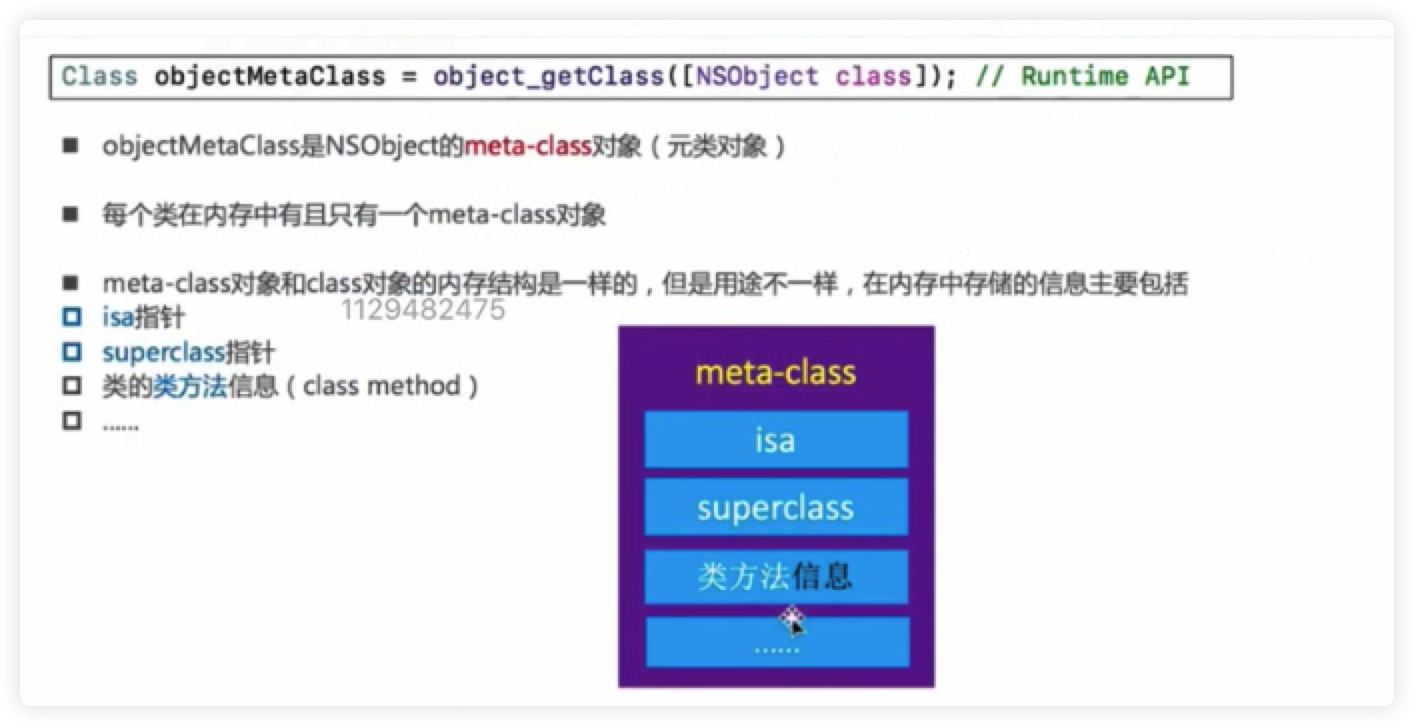 Class objectMetaClass = object_getClass([NSObject class]); // Runtime API
objectMetaClass是NSObject的meta-class对象（元类对象）
每个类在内存中有且只有一个meta-class对象
meta-class对象和class对象的内存结构是一样的，但是用途不一样，在内存中存储的信息主要包括
isa指针
1129482475
superclass指针
类的类方法信息（class method）
……
meta-class
isa
superclass
类方法信息
……